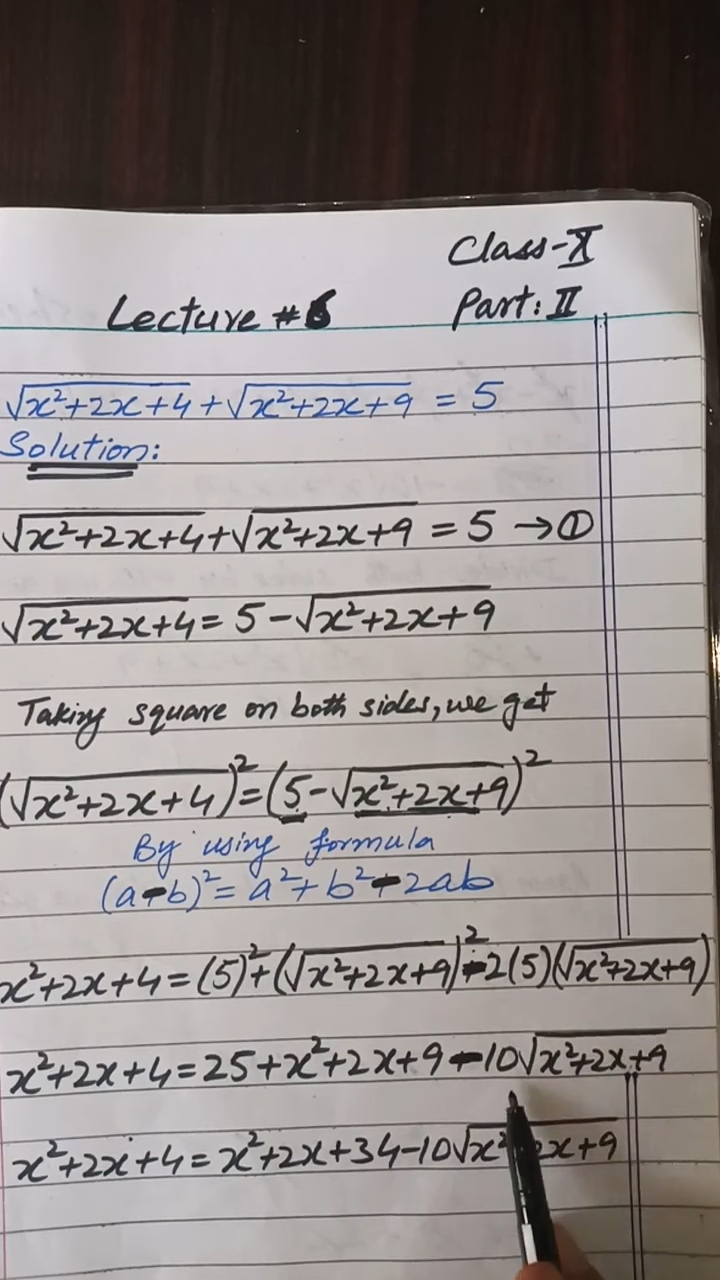 Class-X
Lecture #6
Part: II
√x²+2x+4 + √x²+2x+9 = 5
Solution:
√x²+2x+4 + √x²+2x+9 = 5 → ①
√x²+2x+4 = 5 - √x²+2x+9
Taking square on both sides, we get
(√x²+2x+4)² = (5 - √x²+2x+9)²
By using formula
(a-b)² = a² + b² - 2ab
x²+2x+4 = (5)² + (√x²+2x+9)² - 2(5)(√x²+2x+9)
x²+2x+4 = 25 + x²+2x+9 - 10√x²+2x+9
x²+2x+4 = x²+2x+34 - 10√x² 2x+9